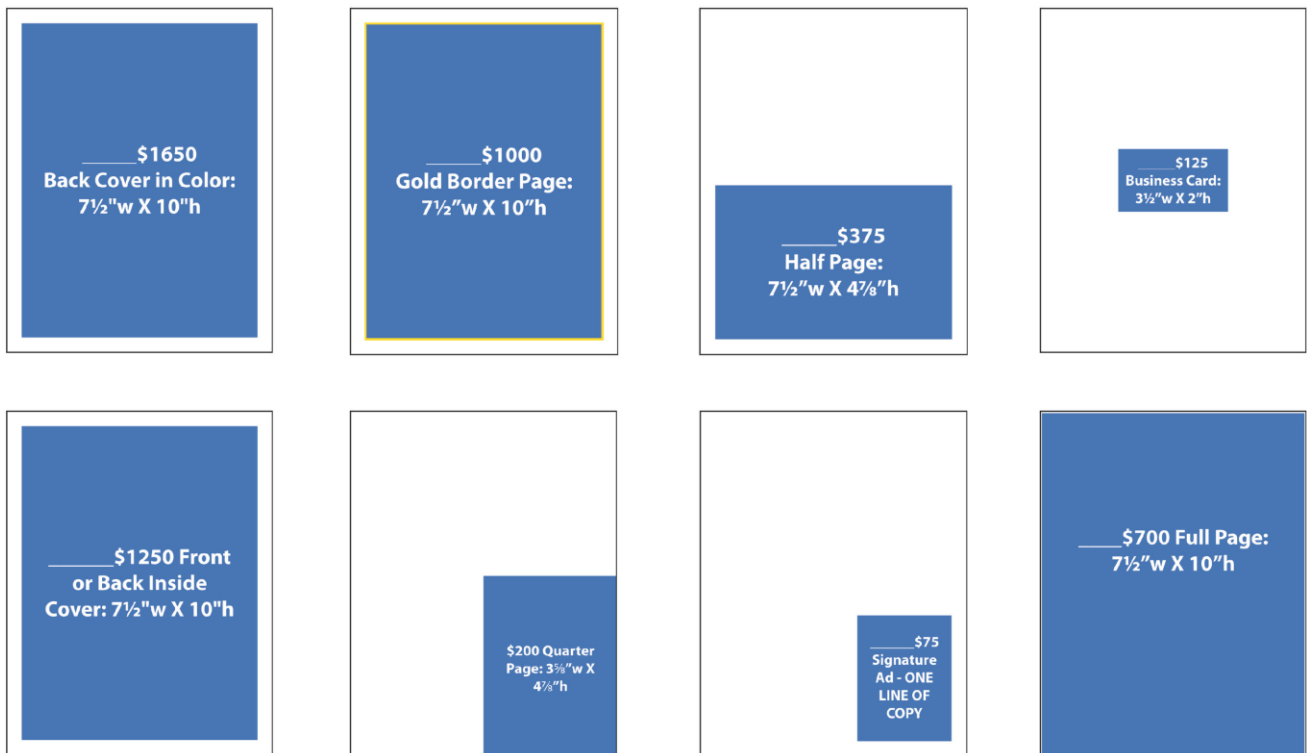 ______$1650
Back Cover in Color:
7½"w X 10"h
______$1000
Gold Border Page:
7½”w X 10”h
______$375
Half Page:
7½”w X 4⅞”h
______$125
Business Card:
3½”w X 2”h
_______$1250 Front
or Back Inside
Cover: 7½"w X 10"h
$200 Quarter
Page: 3⅝”w X
4⅞”h
______$75
Signature
Ad - ONE
LINE OF
COPY
____$700 Full Page:
7½”w X 10”h